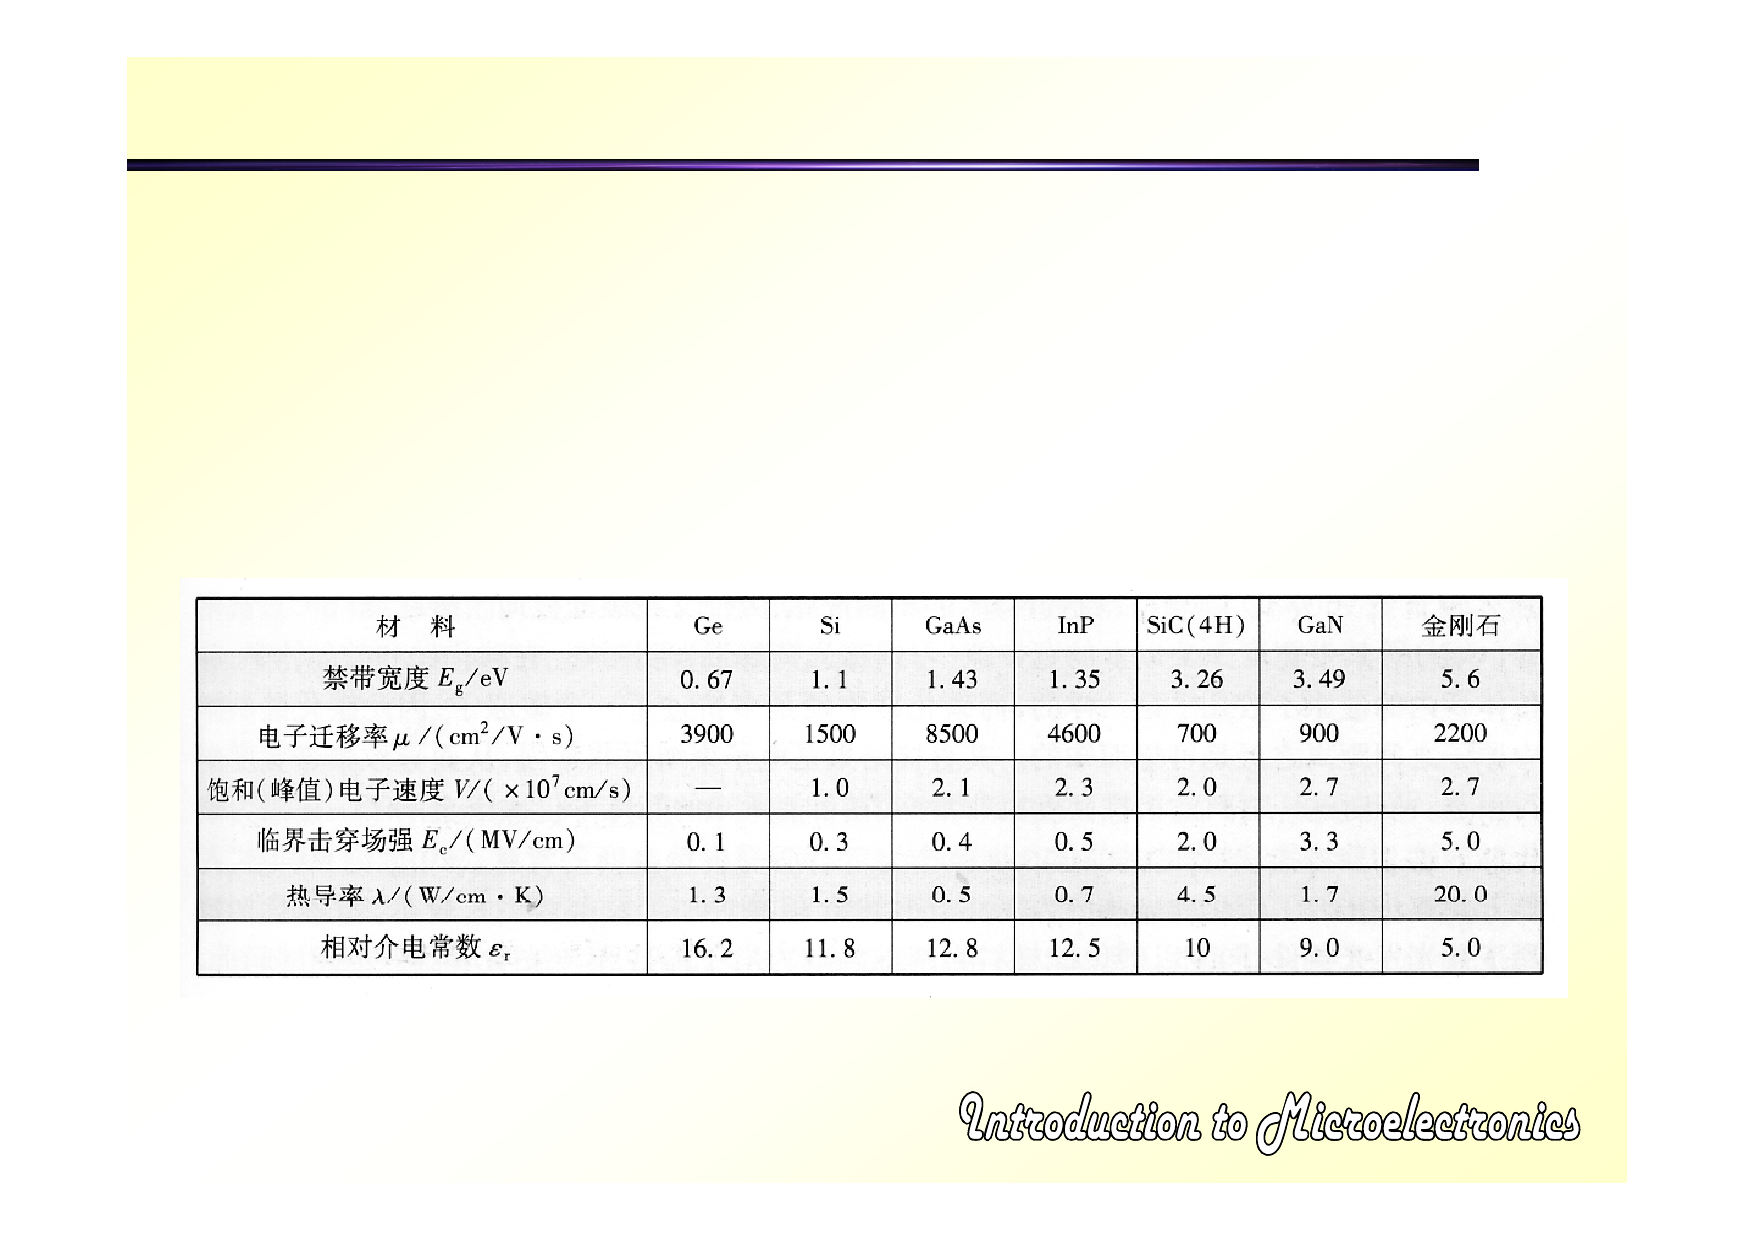 材 料 Ge Si GaAs InP SiC(4H) GaN 金刚石
禁带宽度 Eg/eV 0.67 1.1 1.43 1.35 3.26 3.49 5.6
电子迁移率 μ/(cm²/V·s) 3900 1500 8500 4600 700 900 2200
饱和(峰值)电子速度 V/(×10⁷cm/s) — 1.0 2.1 2.3 2.0 2.7 2.7
临界击穿场强 Ec/(MV/cm) 0.1 0.3 0.4 0.5 2.0 3.3 5.0
热导率 λ/(W/cm·K) 1.3 1.5 0.5 0.7 4.5 1.7 20.0
相对介电常数 εr 16.2 11.8 12.8 12.5 10 9.0 5.0
Introduction to Microelectronics